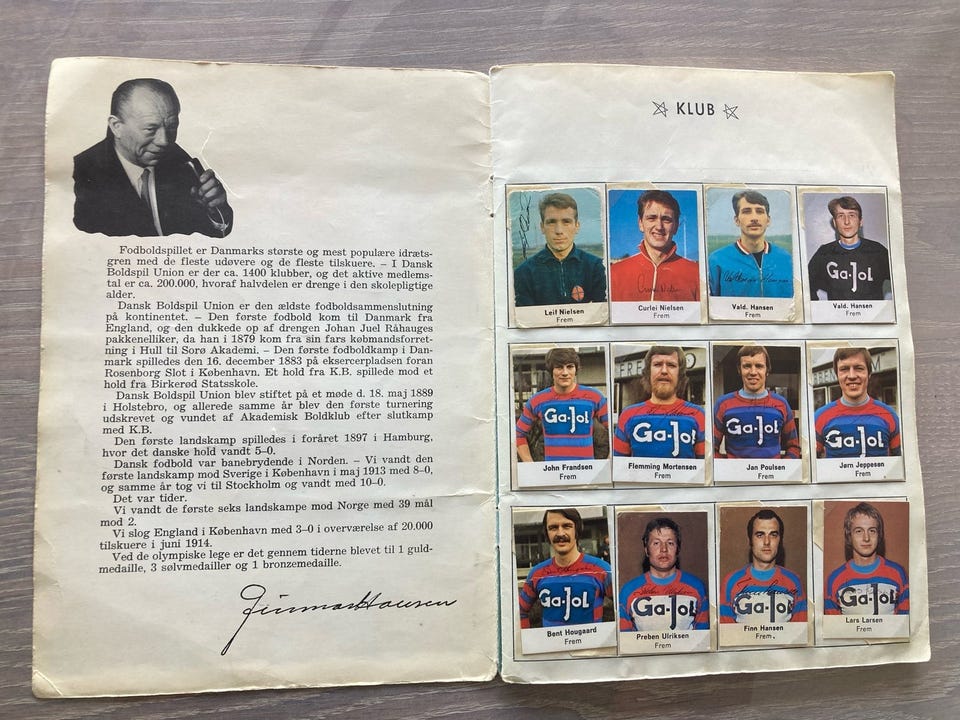 Fodboldspillet er Danmarks største og mest populære idræts-
gren med de fleste udøvere og de fleste tilskuere. – I Dansk
Boldspil Union er der ca. 1400 klubber, og det aktive medlems-
tal er ca. 200.000, hvoraf halvdelen er drenge i den skolepligtige
alder.
Dansk Boldspil Union er den ældste fodboldsammenslutning
på kontinentet. – Den første fodbold kom til Danmark fra
England, og den dukkede op af drengen Johan Juel Råhauges
pakkenelliker, da han i 1879 kom fra sin fars købmandsforret-
ning i Hull til Sorø Akademi. – Den første fodboldkamp i Dan-
mark spilledes den 16. december 1883 på eksercerpladsen foran
Rosenborg Slot i København. Et hold fra K.B. spillede mod et
hold fra Birkerød Statsskole.
Dansk Boldspil Union blev stiftet på et møde d. 18. maj 1889
i Holstebro, og allerede samme år blev den første turnering
udskrevet og vundet af Akademisk Boldklub efter slutkamp
med K.B.
Den første landskamp spilledes i foråret 1897 i Hamburg,
hvor det danske hold vandt 5–0.
Dansk fodbold var banebrydende i Norden. – Vi vandt den
første landskamp mod Sverige i København i maj 1913 med 8–0,
og samme år tog vi til Stockholm og vandt med 10–0.
Det var tider.
Vi vandt de første seks landskampe mod Norge med 39 mål
mod 2.
Vi slog England i København med 3–0 i overværelse af 20.000
tilskuere i juni 1914.
Ved de olympiske lege er det gennem tiderne blevet til 1 guld-
medaille, 3 sølvmedailler og 1 bronzemedaille.
KLUB
Leif Nielsen
Frem
Curlei Nielsen
Frem
Vald. Hansen
Frem
Ga-Jol
Vald. Hansen
Frem
Ga-Jol
John Frandsen
Frem
Ga-Jol
Flemming Mortensen
Frem
Ga-Jol
Jan Poulsen
Frem
Ga-Jol
Jørn Jeppesen
Frem
Ga-Jol
Bent Hougaard
Frem
Ga-Jol
Preben Ulriksen
Frem
Ga-Jol
Finn Hansen
Frem
Ga-Jol
Lars Larsen
Frem